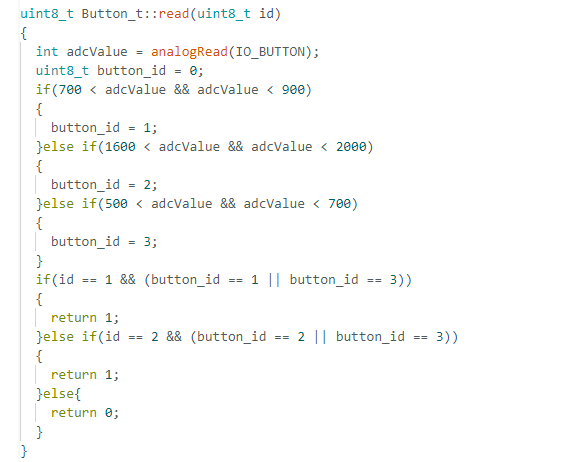 uint8_t Button_t::read(uint8_t id)
{
  int adcValue = analogRead(IO_BUTTON);
  uint8_t button_id = 0;
  if(700 < adcValue && adcValue < 900)
  {
    button_id = 1;
  }else if(1600 < adcValue && adcValue < 2000)
  {
    button_id = 2;
  }else if(500 < adcValue && adcValue < 700)
  {
    button_id = 3;
  }
  if(id == 1 && (button_id == 1 || button_id == 3))
  {
    return 1;
  }else if(id == 2 && (button_id == 2 || button_id == 3))
  {
    return 1;
  }else{
    return 0;
  }
}